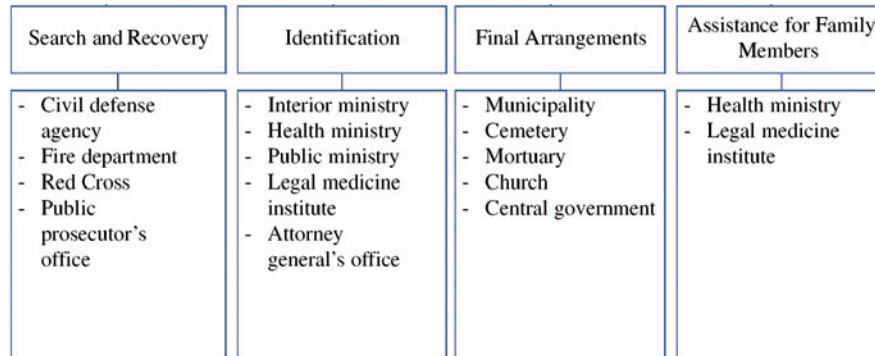 Search and Recovery
- Civil defense
agency
- Fire department
- Red Cross
- Public
prosecutor's
office
Identification
- Interior ministry
- Health ministry
- Public ministry
- Legal medicine
institute
- Attorney
general's office
Final Arrangements
- Municipality
- Cemetery
- Mortuary
- Church
- Central government
Assistance for Family
Members
- Health ministry
- Legal medicine
institute